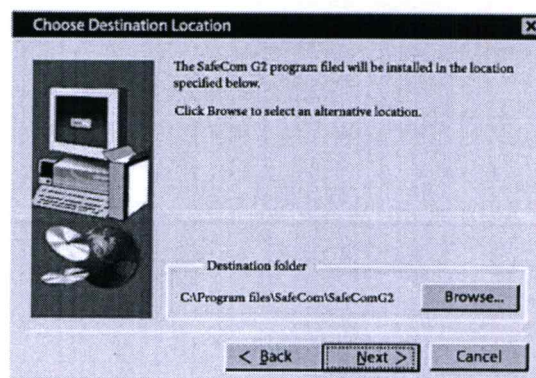 Choose Destination Location
The SafeCom G2 program filed will be installed in the location
specified below.
Click Browse to select an alternative location.
Destination folder
C:\Program files\SafeCom\SafeComG2
Browse...
< Back
Next >
Cancel